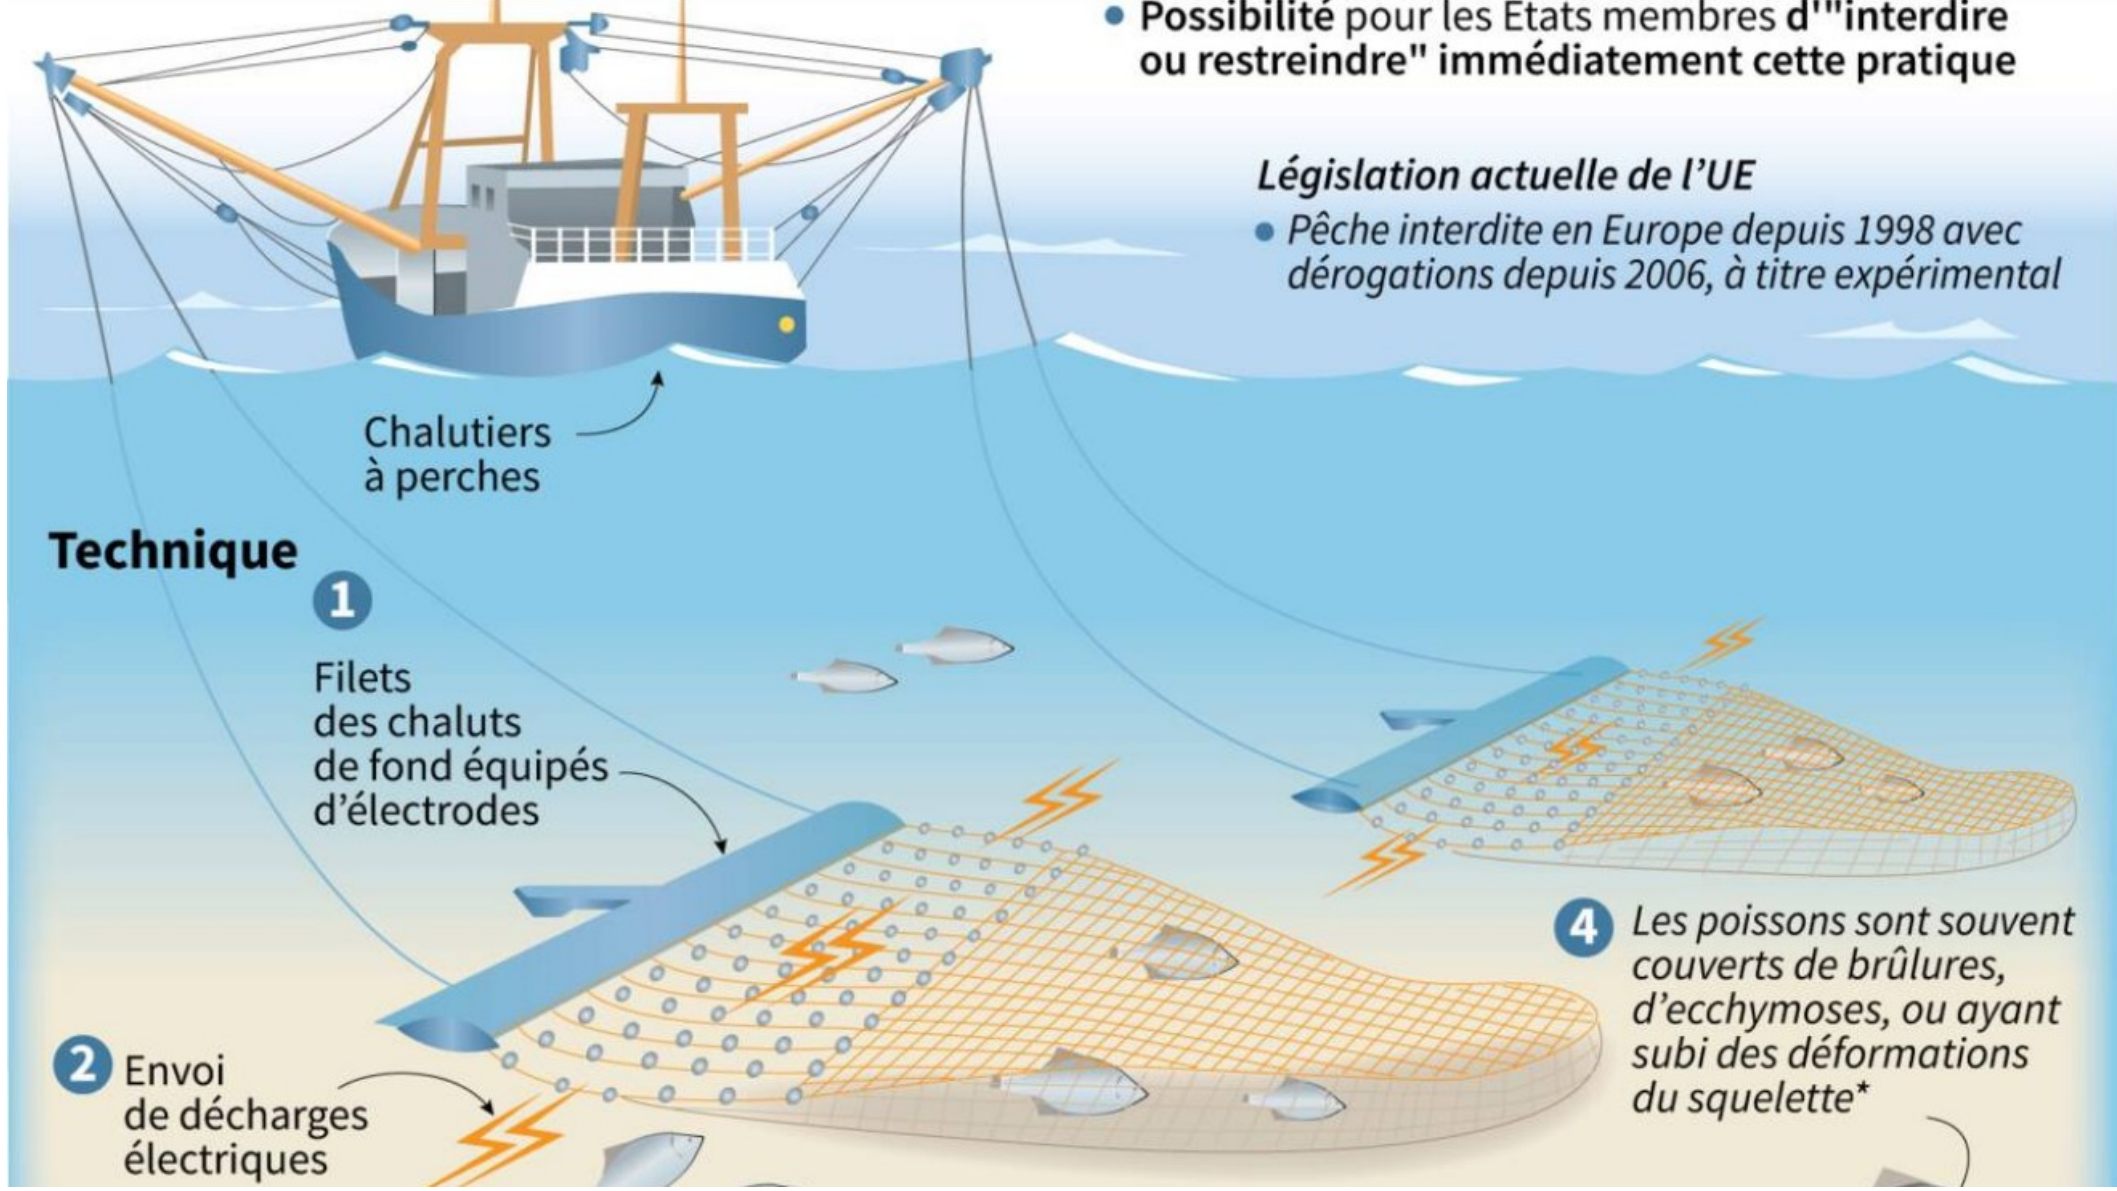 • Possibilité pour les Etats membres d'"interdire
ou restreindre" immédiatement cette pratique
Législation actuelle de l’UE
• Pêche interdite en Europe depuis 1998 avec
dérogations depuis 2006, à titre expérimental
Chalutiers
à perches
Technique
1
Filets
des chaluts
de fond équipés
d’électrodes
2 Envoi
de décharges
électriques
4 Les poissons sont souvent
couverts de brûlures,
d’ecchymoses, ou ayant
subi des déformations
du squelette*